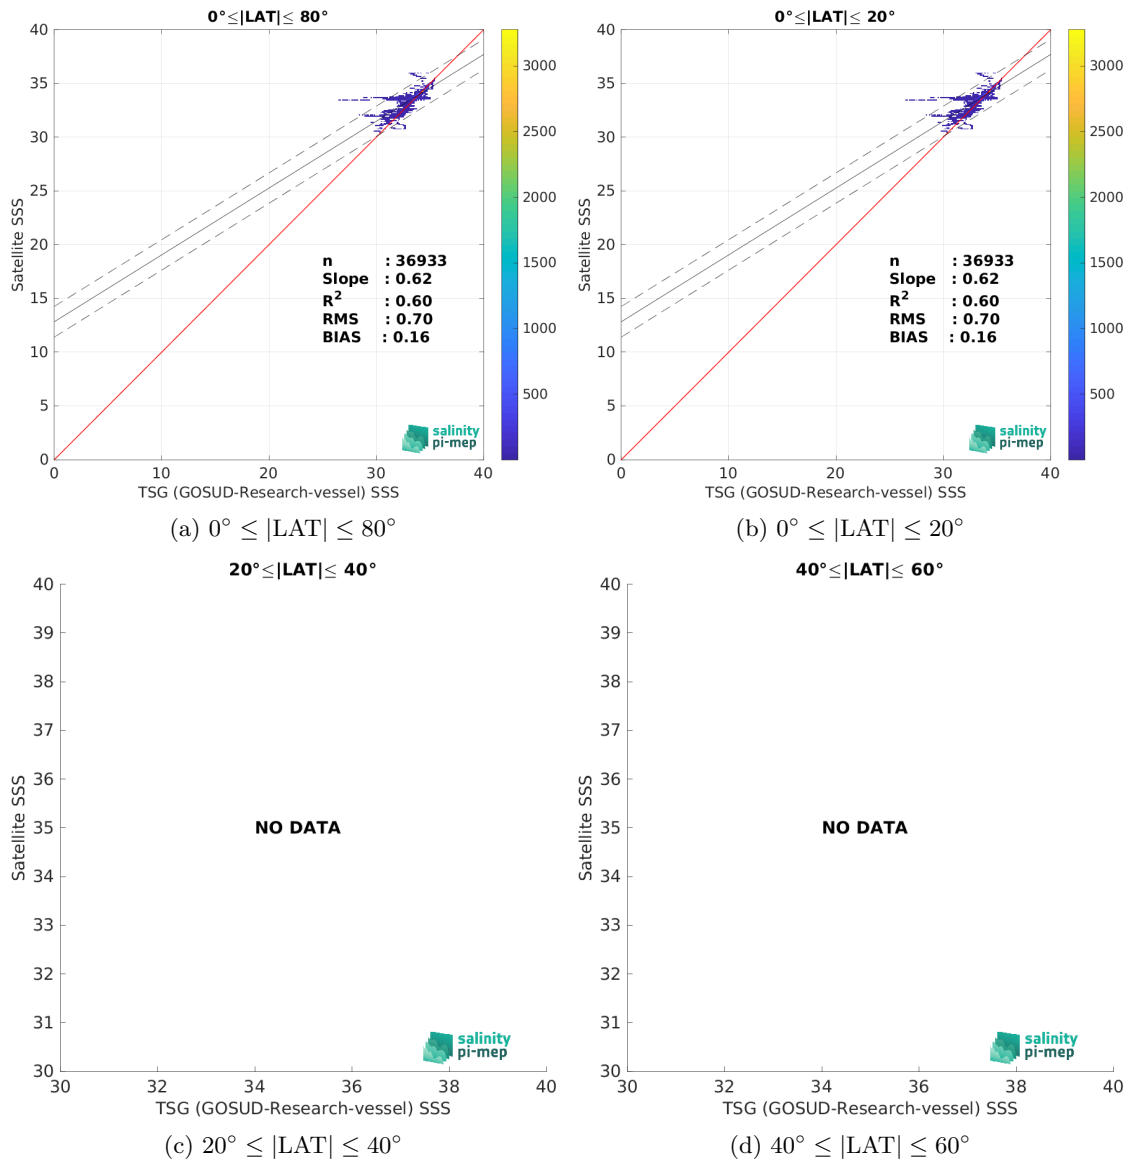 0°≤|LAT|≤ 80°
40
35
30
25
20
15
10
5
0
Satellite SSS
n : 36933
Slope : 0.62
R² : 0.60
RMS : 0.70
BIAS : 0.16
salinity
pi-mep
0 10 20 30 40
TSG (GOSUD-Research-vessel) SSS
3000
2500
2000
1500
1000
500
(a) 0° ≤ |LAT| ≤ 80°
0°≤|LAT|≤ 20°
40
35
30
25
20
15
10
5
0
Satellite SSS
n : 36933
Slope : 0.62
R² : 0.60
RMS : 0.70
BIAS : 0.16
salinity
pi-mep
0 10 20 30 40
TSG (GOSUD-Research-vessel) SSS
3000
2500
2000
1500
1000
500
(b) 0° ≤ |LAT| ≤ 20°
20°≤|LAT|≤ 40°
40
39
38
37
36
35
34
33
32
31
30
Satellite SSS
NO DATA
salinity
pi-mep
30 32 34 36 38 40
TSG (GOSUD-Research-vessel) SSS
(c) 20° ≤ |LAT| ≤ 40°
40°≤|LAT|≤ 60°
40
39
38
37
36
35
34
33
32
31
30
Satellite SSS
NO DATA
salinity
pi-mep
30 32 34 36 38 40
TSG (GOSUD-Research-vessel) SSS
(d) 40° ≤ |LAT| ≤ 60°